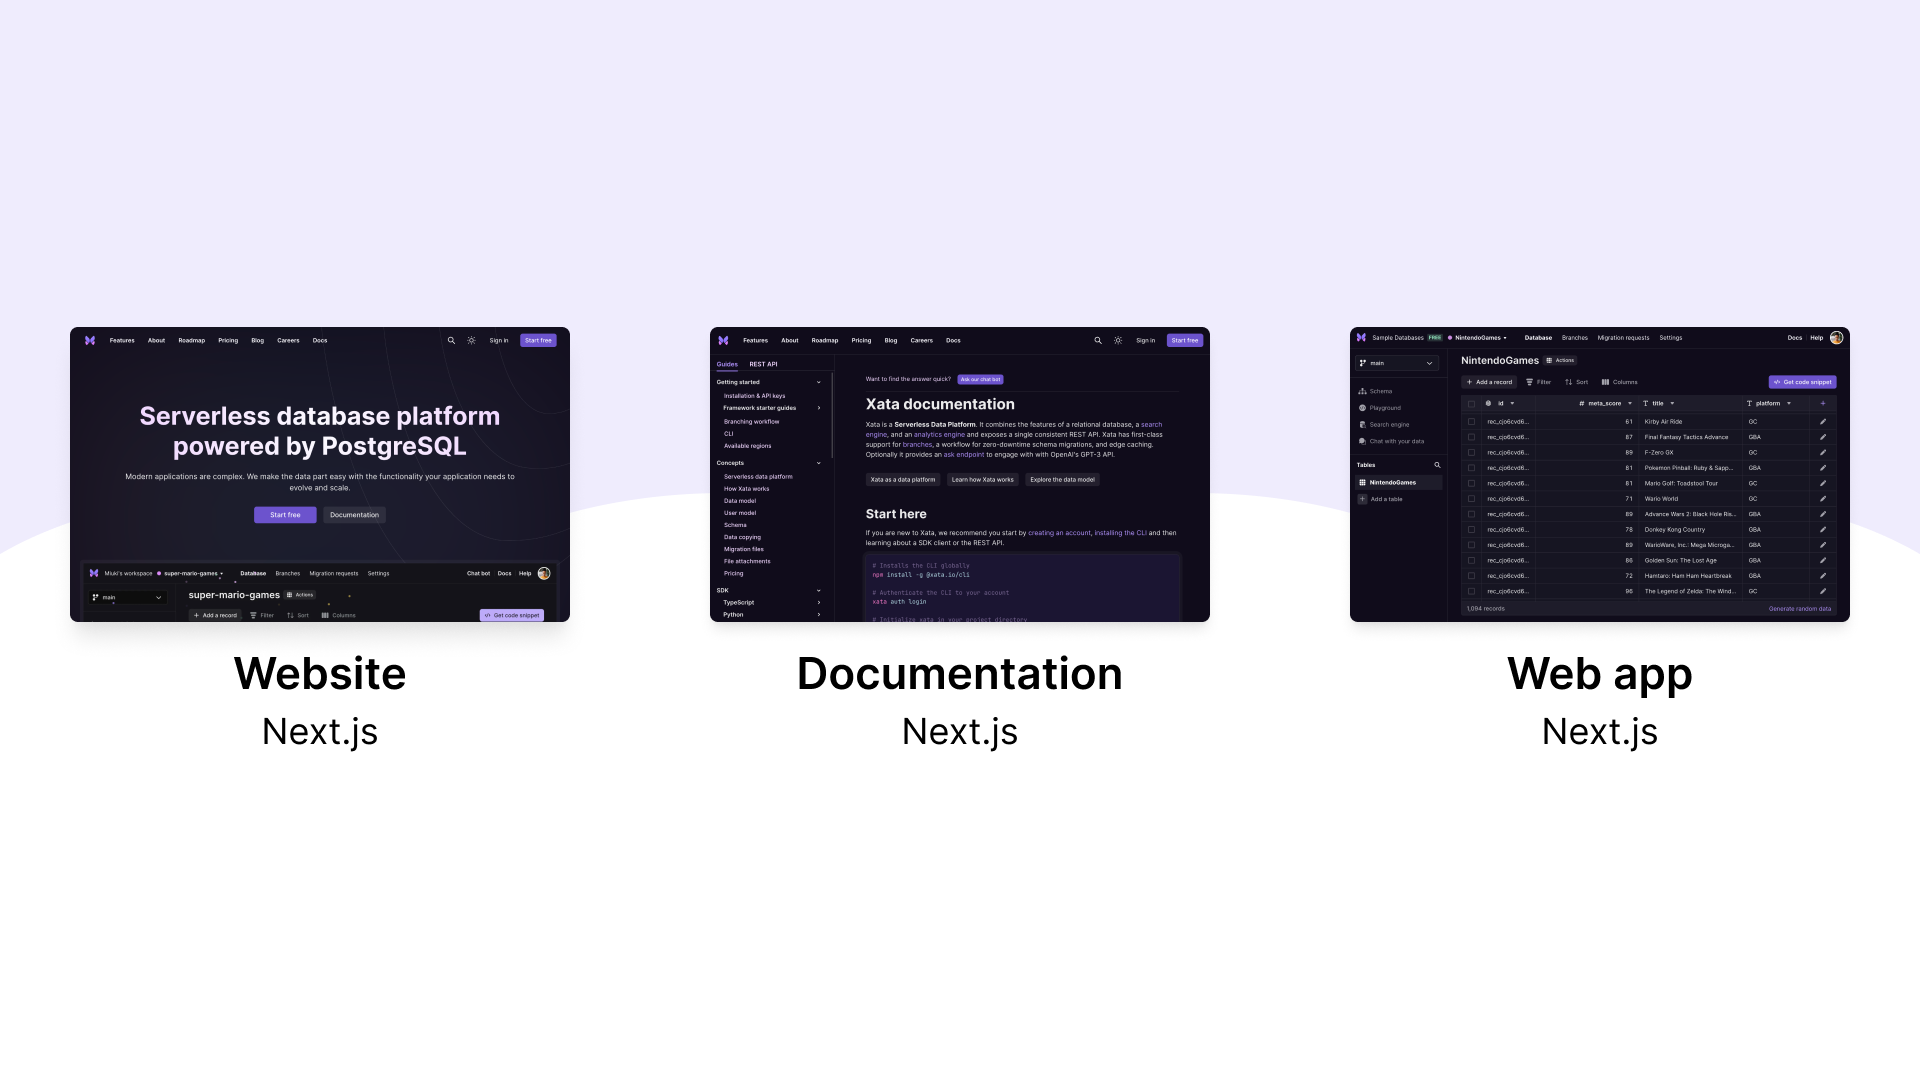 Features About Roadmap Pricing Blog Careers Docs Sign in Start free
Serverless database platform
powered by PostgreSQL
Modern applications are complex. We make the data part easy with the functionality your application needs to
evolve and scale.
Start free Documentation
Miuki's workspace super-mario-games Database Branches Migration requests Settings Chat bot Docs Help
main
super-mario-games Actions
Add a record Filter Sort Columns Get code snippet
Website
Next.js
Features About Roadmap Pricing Blog Careers Docs Sign in Start free
Guides REST API
Getting started
Installation & API keys
Framework starter guides
Branching workflow
CLI
Available regions
Concepts
Serverless data platform
How Xata works
Data model
User model
Schema
Data copying
Migration files
File attachments
Pricing
SDK
TypeScript
Python
Want to find the answer quick? Ask our chat bot
Xata documentation
Xata is a Serverless Data Platform. It combines the features of a relational database, a search
engine, and an analytics engine and exposes a single consistent REST API. Xata has first-class
support for branches, a workflow for zero-downtime schema migrations, and edge caching.
Optionally it provides an ask endpoint to engage with with OpenAI's GPT-3 API.
Xata as a data platform Learn how Xata works Explore the data model
Start here
If you are new to Xata, we recommend you start by creating an account, installing the CLI and then
learning about a SDK client or the REST API.
# Installs the CLI globally
npm install -g @xata.io/cli
# Authenticate the CLI to your account
xata auth login
# Initialize xata in your project directory
Documentation
Next.js
Sample Databases FREE NintendoGames Database Branches Migration requests Settings Docs Help
main
Schema
Playground
Search engine
Chat with your data
Tables
NintendoGames
Add a table
NintendoGames Actions
Add a record Filter Sort Columns Get code snippet
id # meta_score title platform +
rec_cjo6cvd6... 61 Kirby Air Ride GC
rec_cjo6cvd6... 87 Final Fantasy Tactics Advance GBA
rec_cjo6cvd6... 89 F-Zero GX GC
rec_cjo6cvd6... 81 Pokemon Pinball: Ruby & Sapp... GBA
rec_cjo6cvd6... 81 Mario Golf: Toadstool Tour GC
rec_cjo6cvd6... 71 Wario World GC
rec_cjo6cvd6... 89 Advance Wars 2: Black Hole Ris... GBA
rec_cjo6cvd6... 78 Donkey Kong Country GBA
rec_cjo6cvd6... 89 WarioWare, Inc.: Mega Microga... GBA
rec_cjo6cvd6... 86 Golden Sun: The Lost Age GBA
rec_cjo6cvd6... 72 Hamtaro: Ham Ham Heartbreak GBA
rec_cjo6cvd6... 96 The Legend of Zelda: The Wind... GC
1,094 records Generate random data
Web app
Next.js